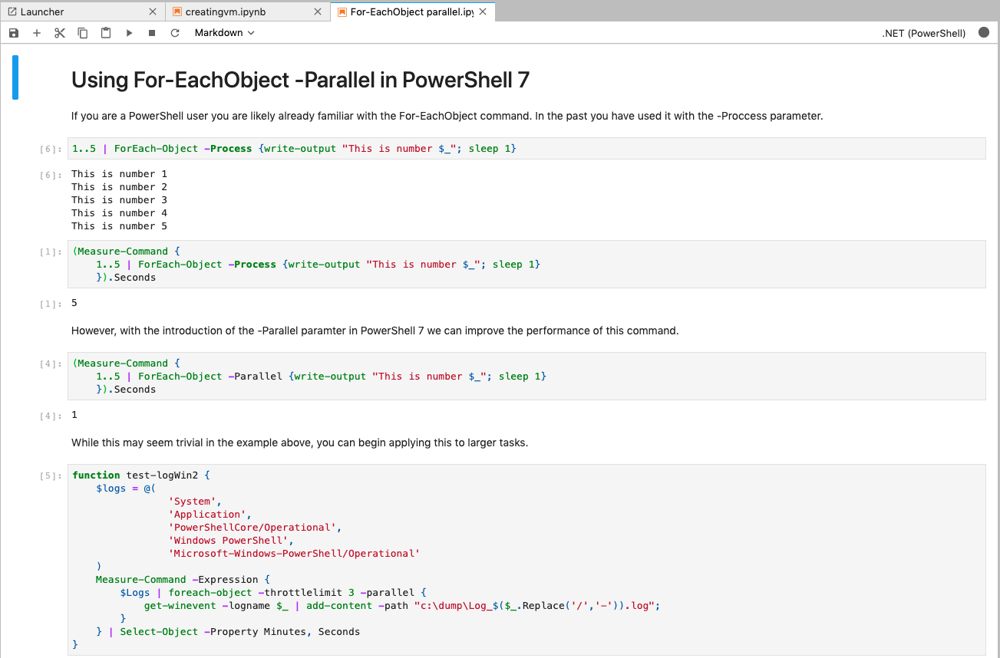 Launcher
creatingvm.ipynb
For-EachObject parallel.ipy
Markdown
.NET (PowerShell)
Using For-EachObject -Parallel in PowerShell 7
If you are a PowerShell user you are likely already familiar with the For-EachObject command. In the past you have used it with the -Proccess parameter.
[6]: 1..5 | ForEach-Object -Process {write-output "This is number $_"; sleep 1}
[6]: This is number 1
This is number 2
This is number 3
This is number 4
This is number 5
[1]: (Measure-Command {
    1..5 | ForEach-Object -Process {write-output "This is number $_"; sleep 1}
    }).Seconds
[1]: 5
However, with the introduction of the -Parallel paramter in PowerShell 7 we can improve the performance of this command.
[4]: (Measure-Command {
    1..5 | ForEach-Object -Parallel {write-output "This is number $_"; sleep 1}
    }).Seconds
[4]: 1
While this may seem trivial in the example above, you can begin applying this to larger tasks.
[5]: function test-logWin2 {
    $logs = @(
                'System',
                'Application',
                'PowerShellCore/Operational',
                'Windows PowerShell',
                'Microsoft-Windows-PowerShell/Operational'
    )
    Measure-Command -Expression {
        $Logs | foreach-object -throttlelimit 3 -parallel {
            get-winevent -logname $_ | add-content -path "c:\dump\Log_$($_.Replace('/','-')).log";
        }
    } | Select-Object -Property Minutes, Seconds
}